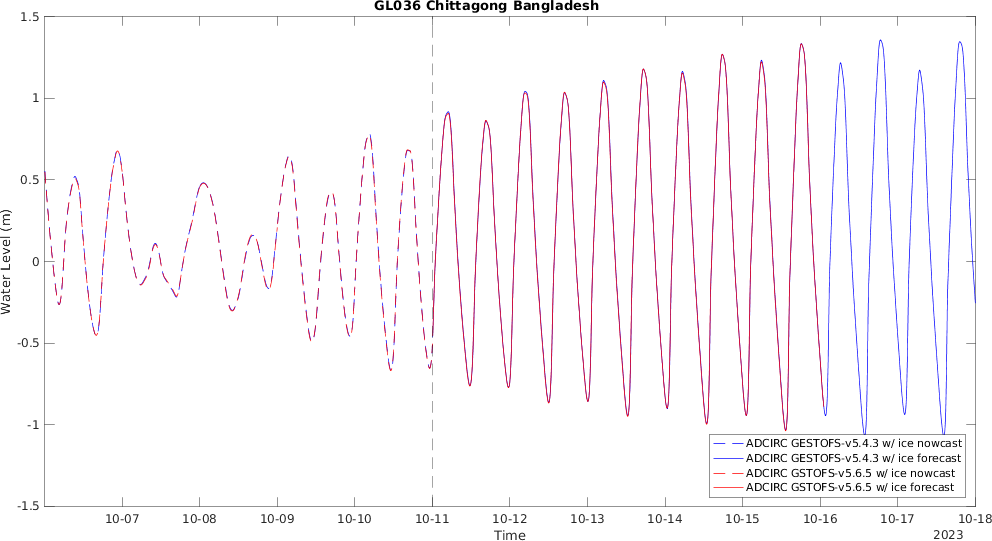 GL036 Chittagong Bangladesh
1.5
1
0.5
0
-0.5
-1
-1.5
Water Level (m)
ADCIRC GESTOFS-v5.4.3 w/ ice nowcast
ADCIRC GESTOFS-v5.4.3 w/ ice forecast
ADCIRC GSTOFS-v5.6.5 w/ ice nowcast
ADCIRC GSTOFS-v5.6.5 w/ ice forecast
10-07 10-08 10-09 10-10 10-11 10-12 10-13 10-14 10-15 10-16 10-17 10-18
Time
2023